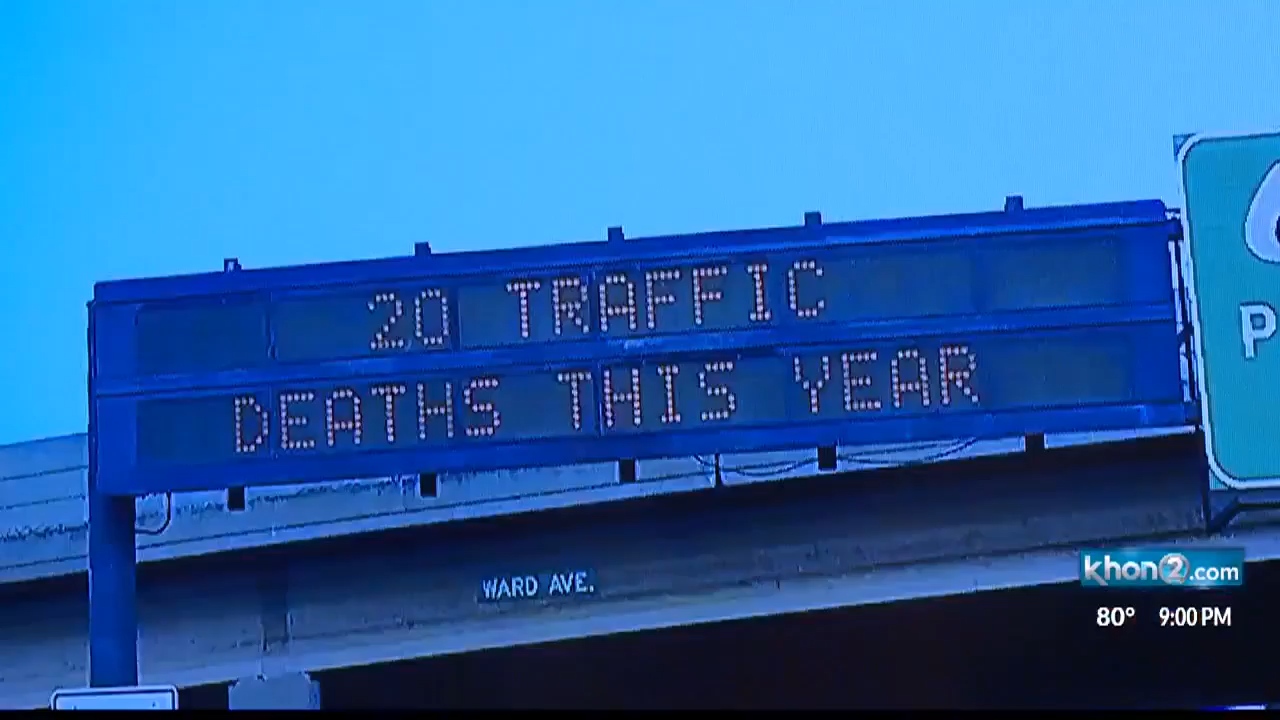 20 TRAFFIC
DEATHS THIS YEAR
P
WARD AVE.
khon2.com
80° 9:00 PM